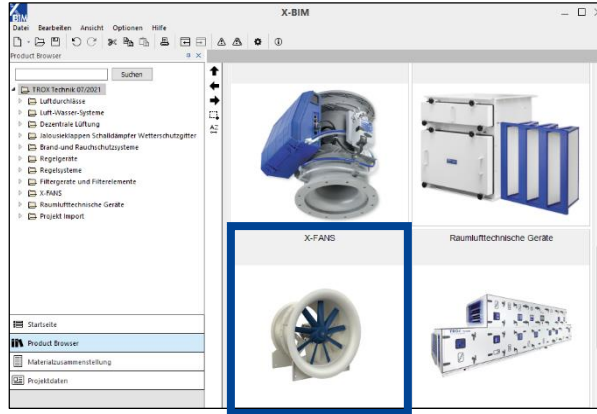 X-BIM
Datei Bearbeiten Ansicht Optionen Hilfe
Product Browser
Suchen
TROX Technik 07/2021
Luftdurchlässe
Luft-Wasser-Systeme
Dezentrale Lüftung
Jalousieklappen Schalldämpfer Wetterschutzgitter
Brand-und Rauchschutzsysteme
Regelgeräte
Regelsysteme
Filtergeräte und Filterelemente
X-FANS
Raumlufttechnische Geräte
Projekt Import
X-FANS
Raumlufttechnische Geräte
Startseite
Product Browser
Materialzusammenstellung
Projektdaten